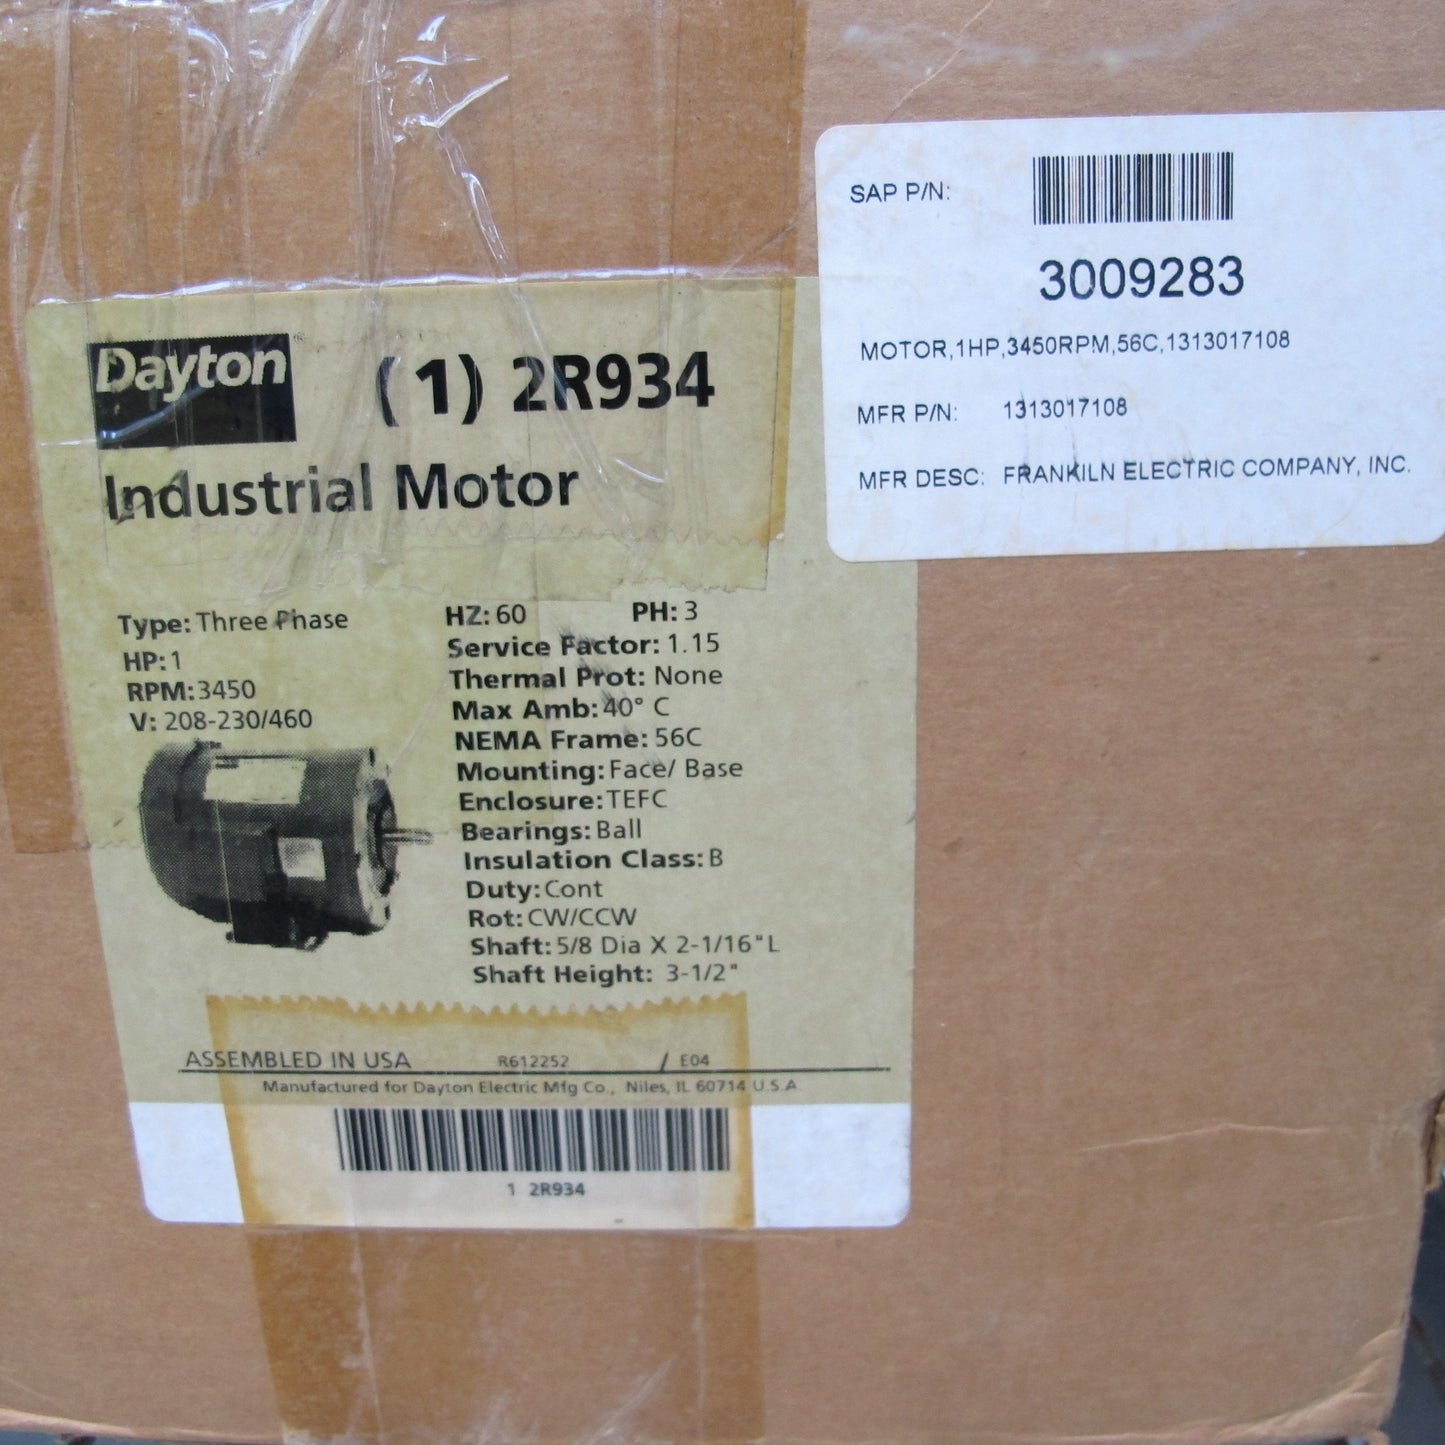 Dayton®
(1) 2R934
Industrial Motor
Type: Three Phase
HP: 1
RPM: 3450
V: 208-230/460
HZ: 60 PH: 3
Service Factor: 1.15
Thermal Prot: None
Max Amb: 40° C
NEMA Frame: 56C
Mounting: Face/ Base
Enclosure: TEFC
Bearings: Ball
Insulation Class: B
Duty: Cont
Rot: CW/CCW
Shaft: 5/8 Dia X 2-1/16"L
Shaft Height: 3-1/2"
ASSEMBLED IN USA R612252 / E04
Manufactured for Dayton Electric Mfg Co., Niles, IL 60714 U.S.A
1 2R934
SAP P/N:
3009283
MOTOR,1HP,3450RPM,56C,1313017108
MFR P/N: 1313017108
MFR DESC: FRANKILN ELECTRIC COMPANY, INC.